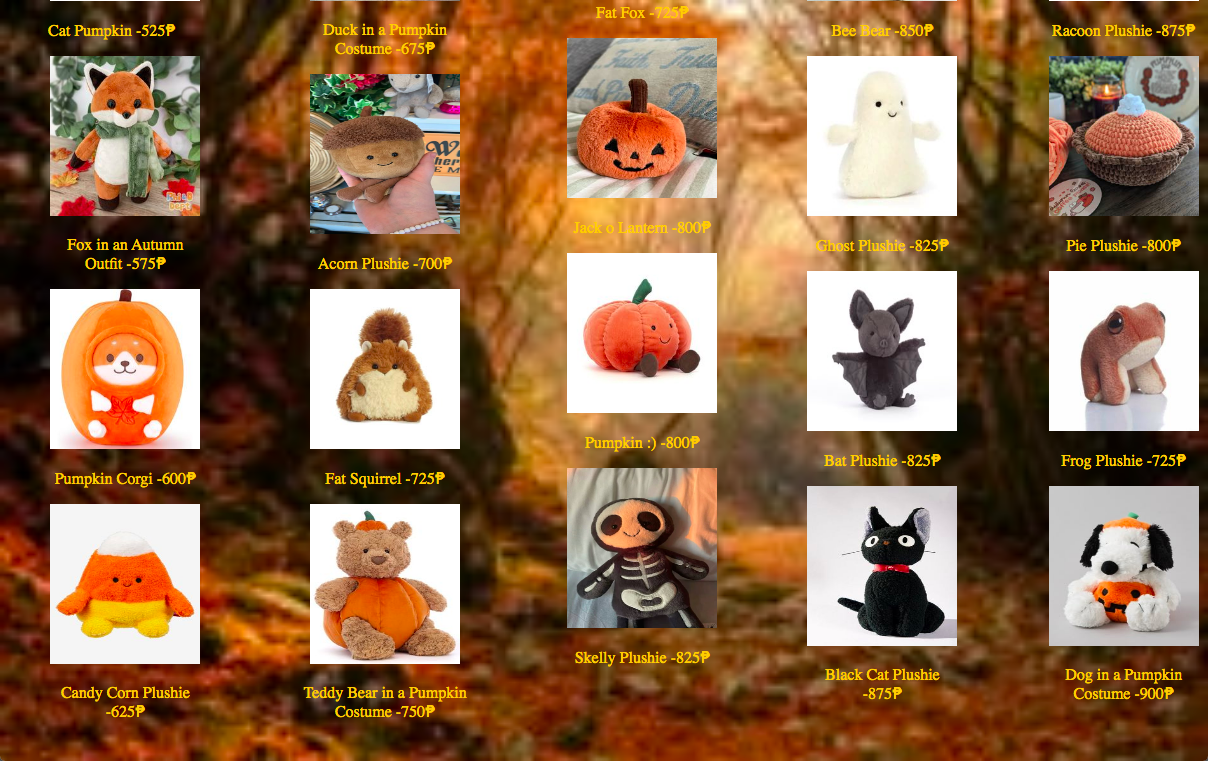 Cat Pumpkin -525₱
Duck in a Pumpkin
Costume -675₱
Fat Fox -725₱
Bee Bear -850₱
Racoon Plushie -875₱
Fox in an Autumn
Outfit -575₱
Acorn Plushie -700₱
Jack o Lantern -800₱
Ghost Plushie -825₱
Pie Plushie -800₱
Pumpkin Corgi -600₱
Fat Squirrel -725₱
Pumpkin :) -800₱
Bat Plushie -825₱
Frog Plushie -725₱
Candy Corn Plushie
-625₱
Teddy Bear in a Pumpkin
Costume -750₱
Skelly Plushie -825₱
Black Cat Plushie
-875₱
Dog in a Pumpkin
Costume -900₱